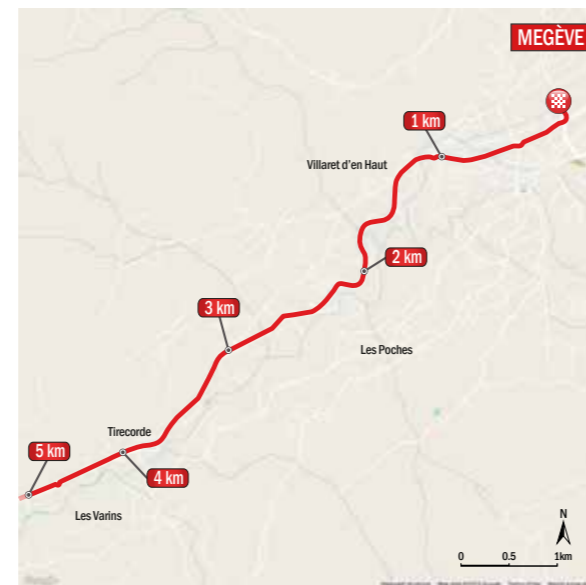 MEGÈVE
1 km
Villaret d'en Haut
2 km
3 km
Les Poches
Tirecorde
5 km
4 km
Les Varins
N
0 0.5 1km